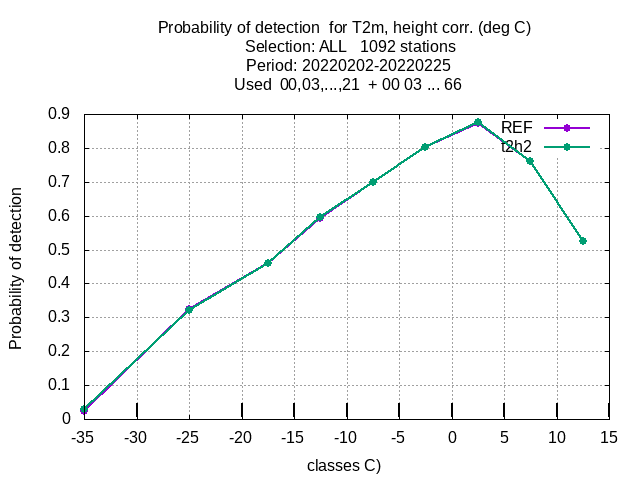 Probability of detection  for T2m, height corr. (deg C)
Selection: ALL   1092 stations
Period: 20220202-20220225
Used  00,03,...,21  + 00 03 ... 66
Probability of detection
0.9
0.8
0.7
0.6
0.5
0.4
0.3
0.2
0.1
0
REF
t2h2
-35 -30 -25 -20 -15 -10 -5 0 5 10 15
classes C)